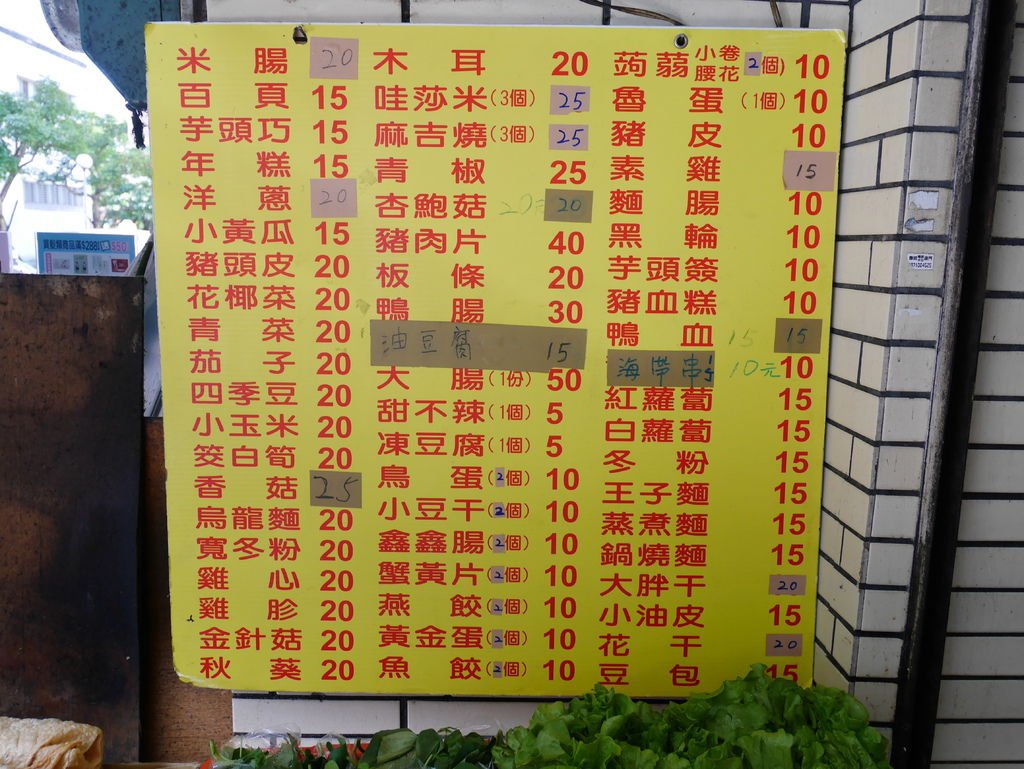 米腸 20
百頁 15
芋頭巧 15
年糕 15
洋蔥 20
小黃瓜 15
豬頭皮 20
花椰菜 20
青菜 20
茄子 20
四季豆 20
小玉米 20
筊白筍 20
香菇 25
烏龍麵 20
寬冬粉 20
雞心 20
雞胗 20
金針菇 20
秋葵 20
木耳 20
哇莎米(3個) 25
麻吉燒(3個) 25
青椒 25
杏鮑菇 20元 20
豬肉片 40
板條 20
鴨腸 30
油豆腐 15
大腸(1份) 50
甜不辣(1個) 5
凍豆腐(1個) 5
鳥蛋(2個) 10
小豆干(2個) 10
鑫鑫腸(2個) 10
蟹黃片(2個) 10
燕餃(2個) 10
黃金蛋(2個) 10
魚餃(2個) 10
蒟蒻小卷腰花2個) 10
魯蛋(1個) 10
豬皮 10
素雞 15
麵腸 10
黑輪 10
芋頭簽 10
豬血糕 10
鴨血 15 15
海帶串 10元 10
紅蘿蔔 15
白蘿蔔 15
冬粉 15
王子麵 15
蒸煮麵 15
鍋燒麵 15
大胖干 20
小油皮 15
花干 20
豆包 15